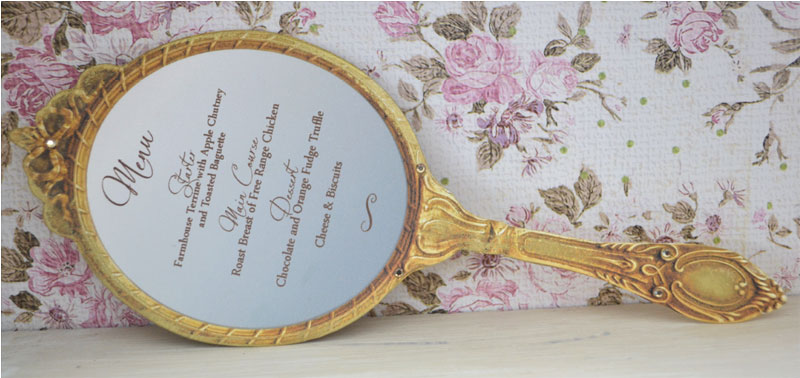 Menu
Starter
Farmhouse Terrine with Apple Chutney
and Toasted Baguette
Main Course
Roast Breast of Free Range Chicken
Dessert
Chocolate and Orange Fudge Truffle
Cheese & Biscuits